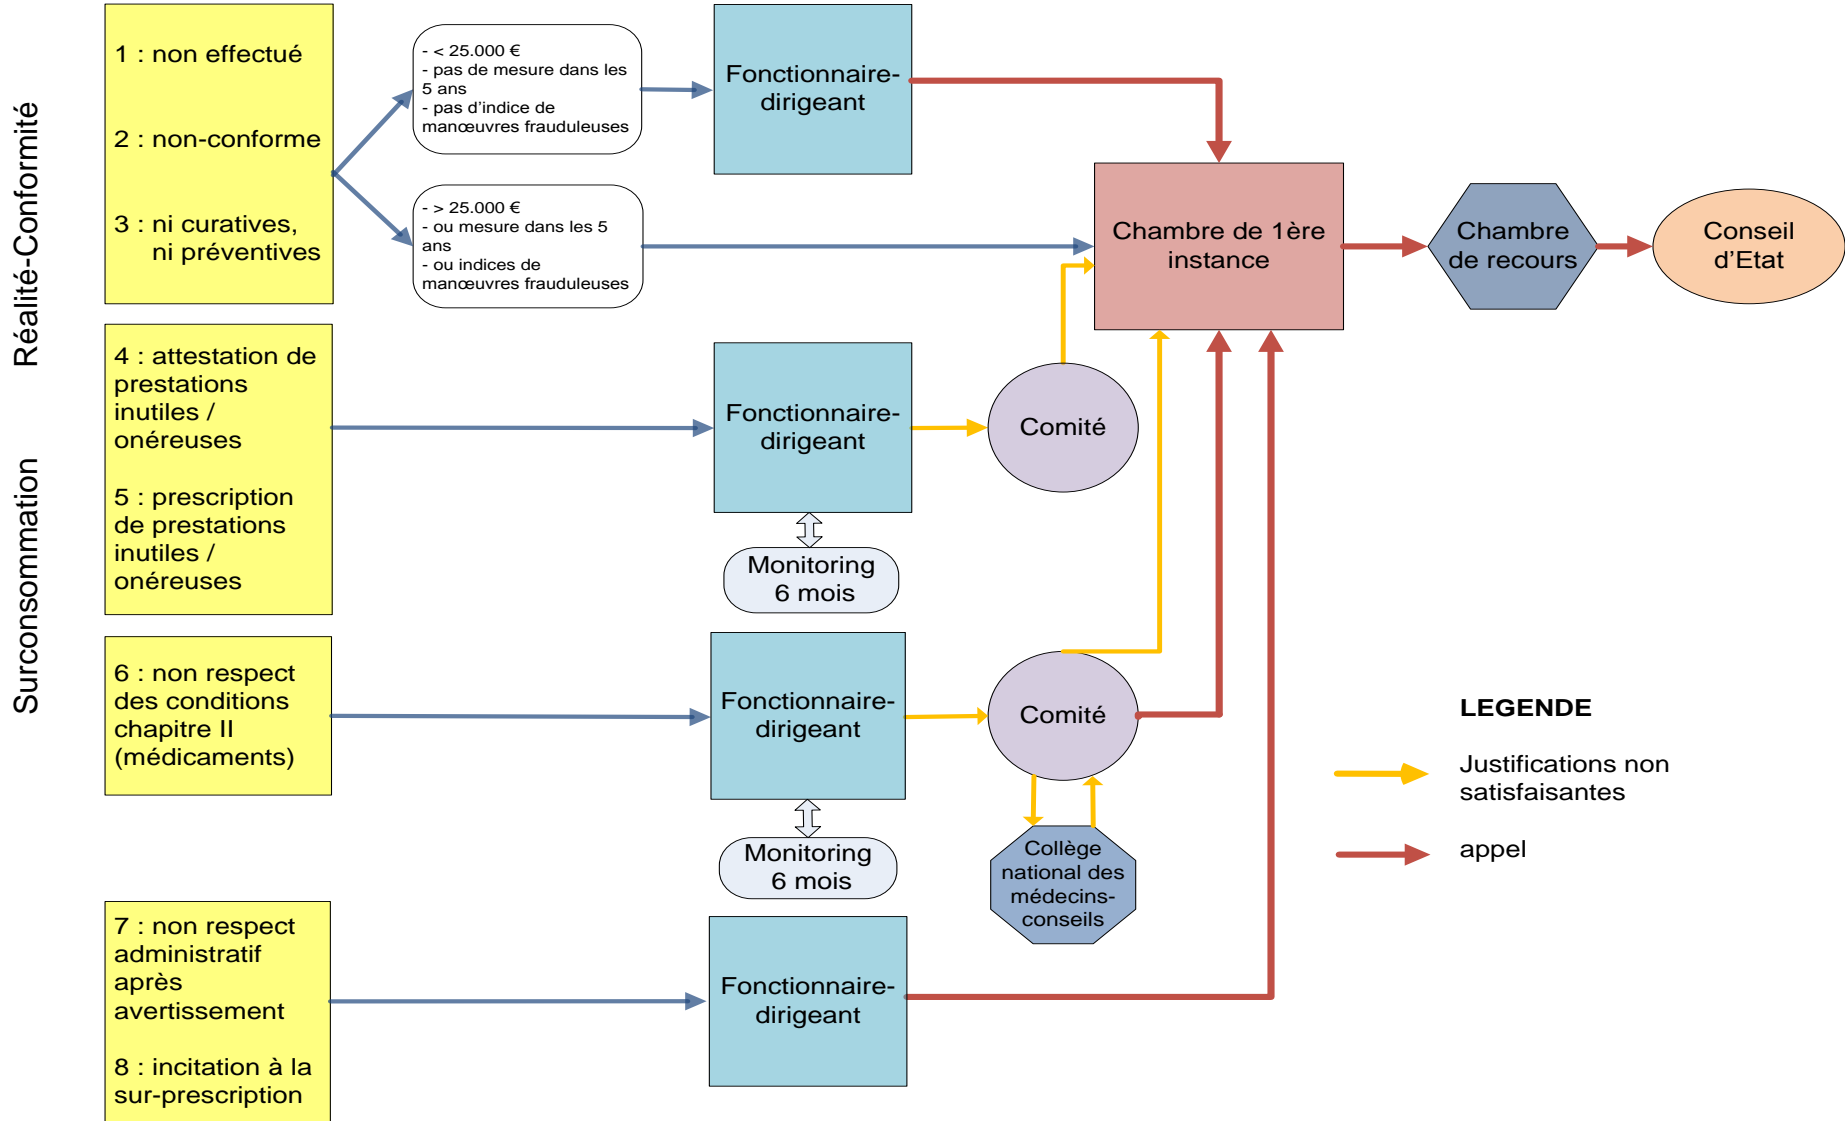 Réalité-Conformité
1 : non effectué
2 : non-conforme
3 : ni curatives,
ni préventives
- < 25.000 €
- pas de mesure dans les
5 ans
- pas d'indice de
manœuvres frauduleuses
Fonctionnaire-
dirigeant
- > 25.000 €
- ou mesure dans les 5
ans
- ou indices de
manœuvres frauduleuses
Chambre de 1ère
instance
Chambre
de recours
Conseil
d'Etat
Surconsommation
4 : attestation de
prestations
inutiles /
onéreuses
5 : prescription
de prestations
inutiles /
onéreuses
Fonctionnaire-
dirigeant
Comité
Monitoring
6 mois
6 : non respect
des conditions
chapitre II
(médicaments)
Fonctionnaire-
dirigeant
Comité
Monitoring
6 mois
Collège
national des
médecins-
conseils
7 : non respect
administratif
après
avertissement
8 : incitation à la
sur-prescription
Fonctionnaire-
dirigeant
LEGENDE
Justifications non
satisfaisantes
appel